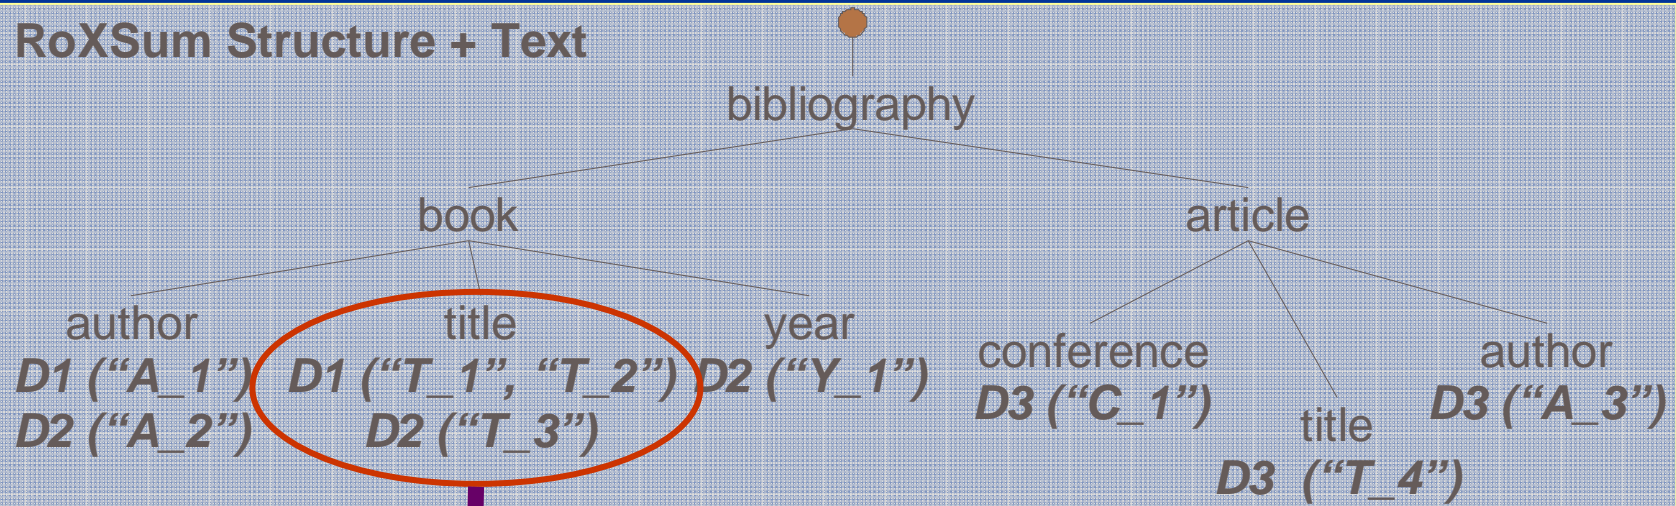 RoXSum Structure + Text
bibliography
book
article
author
D1 (“A_1”)
D2 (“A_2”)
title
D1 (“T_1”, “T_2”)
D2 (“T_3”)
year
D2 (“Y_1”)
conference
D3 (“C_1”)
title
D3 (“T_4”)
author
D3 (“A_3”)